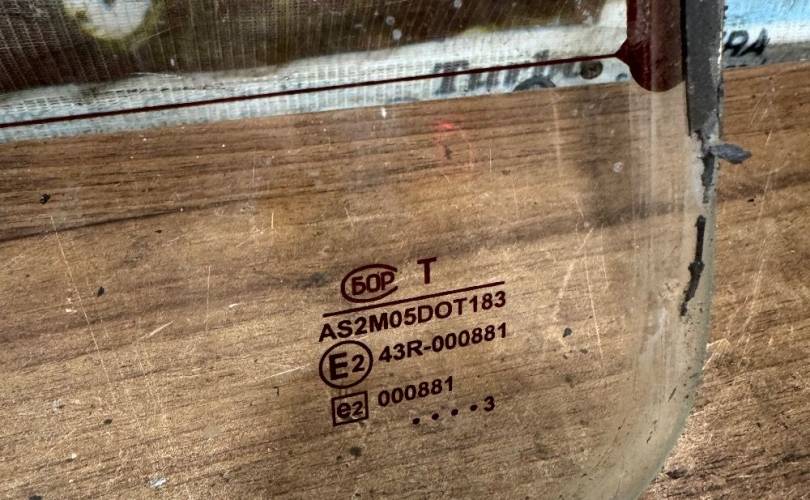 БОР T
AS2M05DOT183
E2 43R-000881
e2 000881
. . . . 3